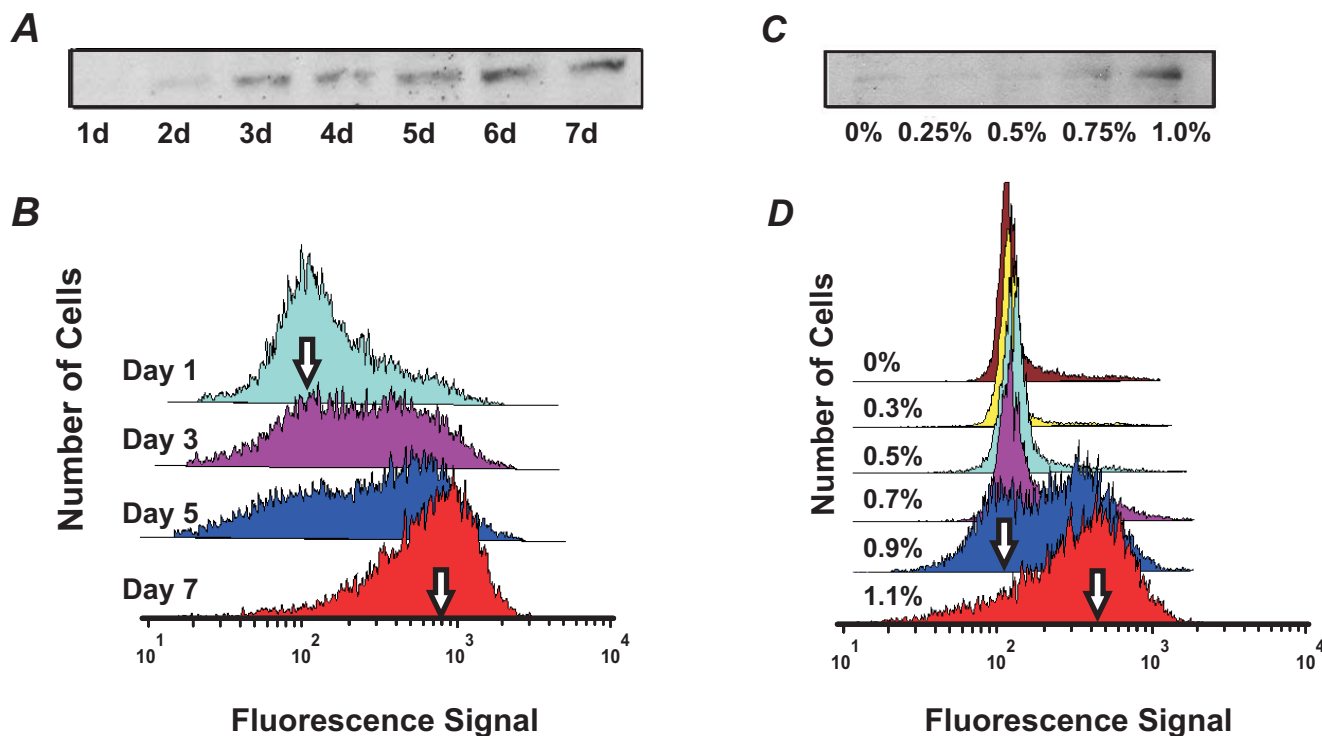 A
1d 2d 3d 4d 5d 6d 7d
B
Number of Cells
Day 1
Day 3
Day 5
Day 7
10^1 10^2 10^3 10^4
Fluorescence Signal
C
0% 0.25% 0.5% 0.75% 1.0%
D
Number of Cells
0%
0.3%
0.5%
0.7%
0.9%
1.1%
10^1 10^2 10^3 10^4
Fluorescence Signal